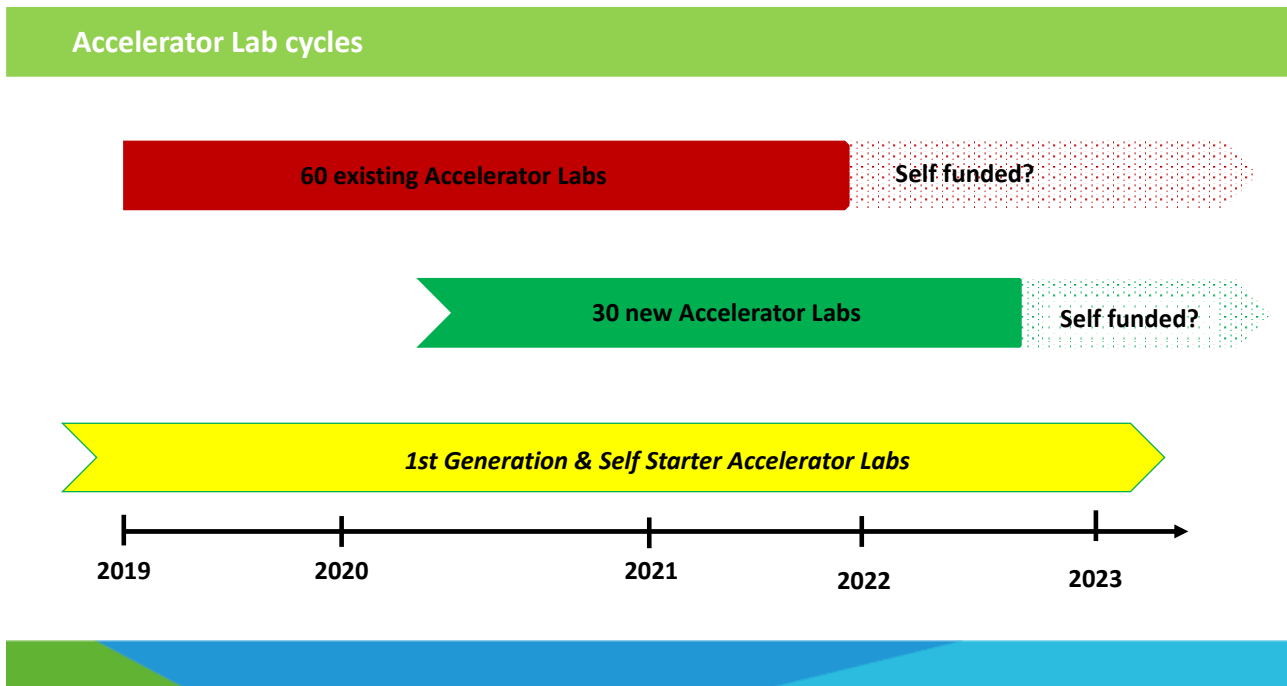 Accelerator Lab cycles
60 existing Accelerator Labs
Self funded?
30 new Accelerator Labs
Self funded?
1st Generation & Self Starter Accelerator Labs
2019
2020
2021
2022
2023